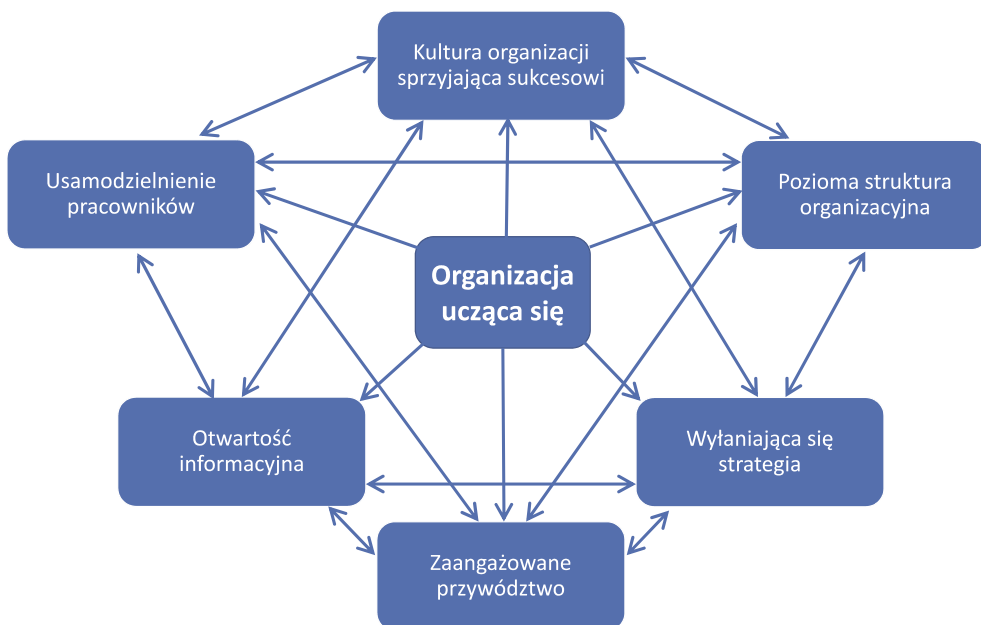 Kultura organizacji
sprzyjająca sukcesowi
Usamodzielnienie
pracowników
Pozioma struktura
organizacyjna
Organizacja
ucząca się
Otwartość
informacyjna
Wyłaniająca się
strategia
Zaangażowane
przywództwo